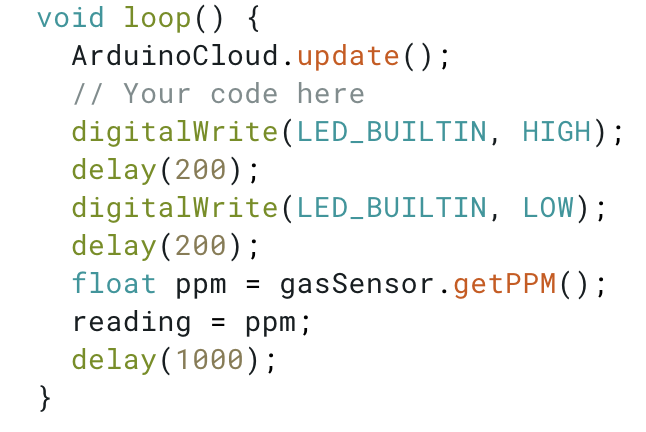 void loop() {
  ArduinoCloud.update();
  // Your code here
  digitalWrite(LED_BUILTIN, HIGH);
  delay(200);
  digitalWrite(LED_BUILTIN, LOW);
  delay(200);
  float ppm = gasSensor.getPPM();
  reading = ppm;
  delay(1000);
}